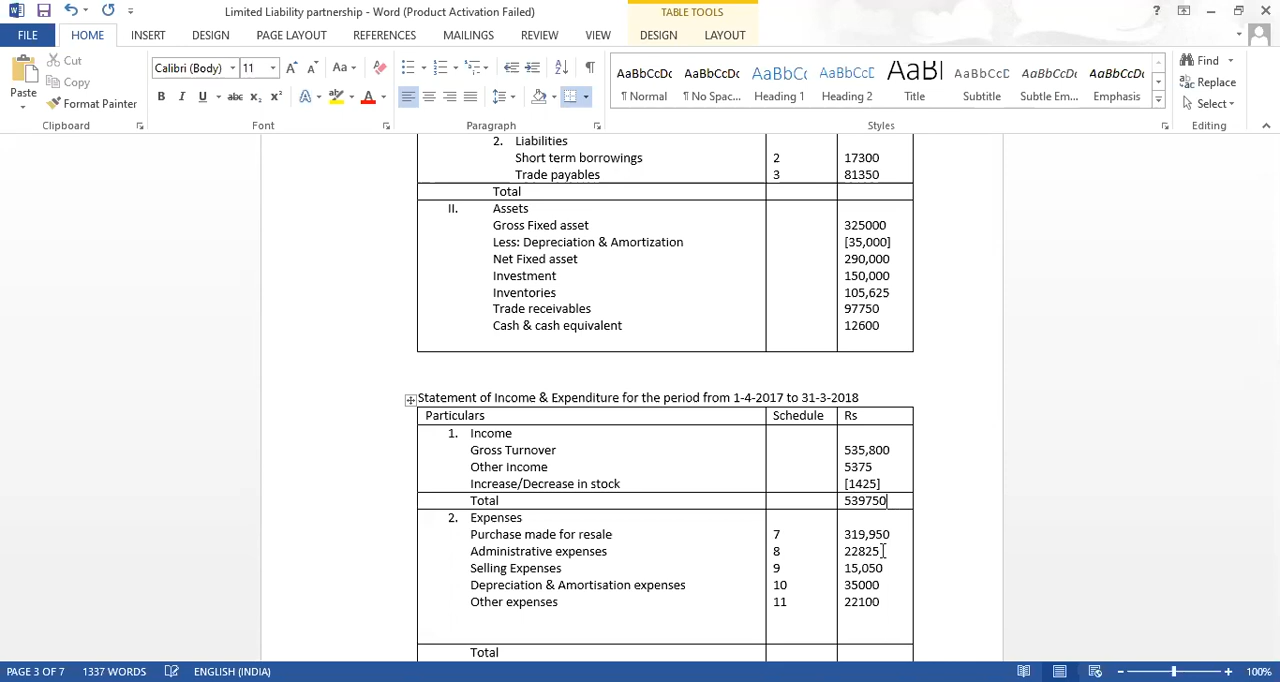 Limited Liability partnership - Word (Product Activation Failed)
TABLE TOOLS
?
FILE HOME INSERT DESIGN PAGE LAYOUT REFERENCES MAILINGS REVIEW VIEW DESIGN LAYOUT
Paste
Cut
Copy
Format Painter
Clipboard
Calibri (Body) 11
Font
Paragraph
AaBbCcDc AaBbCcDc AaBbCc AaBbCcE AaBl AaBbCcD AaBbCcDc AaBbCcDc
¶ Normal ¶ No Spac... Heading 1 Heading 2 Title Subtitle Subtle Em... Emphasis
Styles
Find
Replace
Select
Editing
2. Liabilities
Short term borrowings 2 17300
Trade payables 3 81350
Total
II. Assets
Gross Fixed asset 325000
Less: Depreciation & Amortization [35,000]
Net Fixed asset 290,000
Investment 150,000
Inventories 105,625
Trade receivables 97750
Cash & cash equivalent 12600
Statement of Income & Expenditure for the period from 1-4-2017 to 31-3-2018
Particulars Schedule Rs
1. Income
Gross Turnover 535,800
Other Income 5375
Increase/Decrease in stock [1425]
Total 539750
2. Expenses
Purchase made for resale 7 319,950
Administrative expenses 8 22825
Selling Expenses 9 15,050
Depreciation & Amortisation expenses 10 35000
Other expenses 11 22100
Total
PAGE 3 OF 7 1337 WORDS ENGLISH (INDIA) 100%